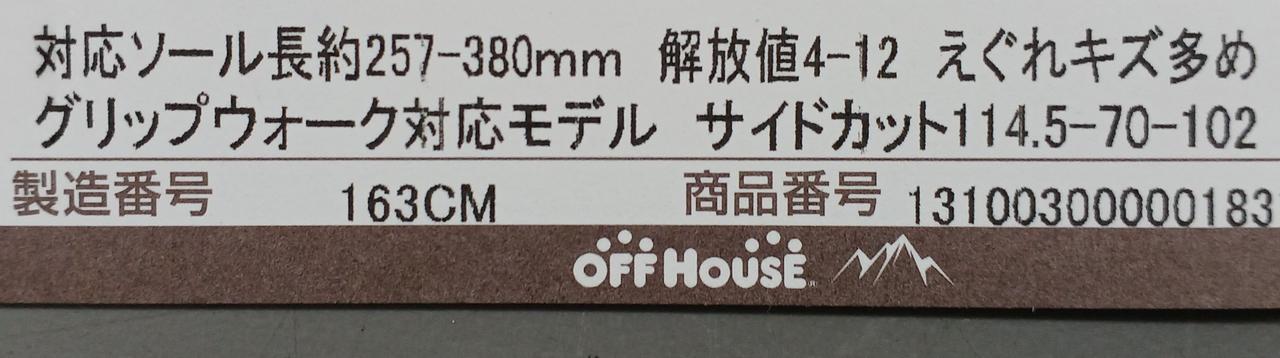 対応ソール長約257-380mm 解放値4-12 えぐれキズ多め
グリップウォーク対応モデル サイドカット114.5-70-102
製造番号 163CM 商品番号 131003000000183
OFF HOUSE